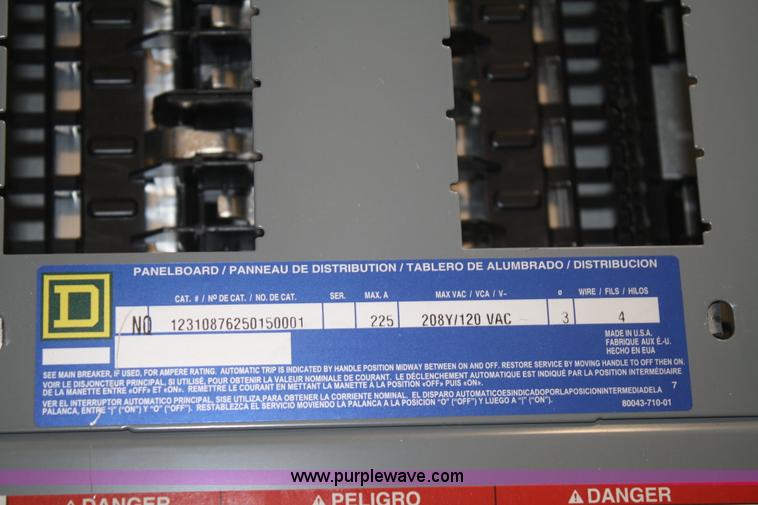 PANELBOARD / PANNEAU DE DISTRIBUTION / TABLERO DE ALUMBRADO / DISTRIBUCION
CAT. # / Nº DE CAT. / NO. DE CAT. SER. MAX. A MAX VAC / VCA / V~ ø WIRE / FILS / HILOS
D NQ 12310876250150001 225 208Y/120 VAC 3 4
MADE IN U.S.A.
FABRIQUE AUX É.-U.
HECHO EN EUA
SEE MAIN BREAKER, IF USED, FOR AMPERE RATING. AUTOMATIC TRIP IS INDICATED BY HANDLE POSITION MIDWAY BETWEEN ON AND OFF. RESTORE SERVICE BY MOVING HANDLE TO OFF THEN ON.
VOIR LE DISJONCTEUR PRINCIPAL, SI UTILISÉ, POUR OBTENIR LA VALEUR NOMINALE DE COURANT. LE DÉCLENCHEMENT AUTOMATIQUE EST INDIQUÉ PAR LA POSITION INTERMÉDIAIRE
DE LA MANETTE ENTRE «OFF» ET «ON». REMETTRE LE COURANT EN METTANT LA MANETTE À LA POSITION «OFF» PUIS «ON». 7
VER EL INTERRUPTOR AUTOMATICO PRINCIPAL, SISE UTILIZA,PARA OBTENER LA CORRIENTE NOMINAL. EL DISPARO AUTOMATICOESINDICADOPORLAPOSICIONINTERMEDIADELA
PALANCA, ENTRE "|" ("ON") Y "O" ("OFF"). RESTABLEZCA EL SERVICIO MOVIENDO LA PALANCA A LA POSICION "O" ("OFF") Y LUEGO A "|" ("ON"). 80043-710-01
www.purplewave.com
DANGER PELIGRO DANGER